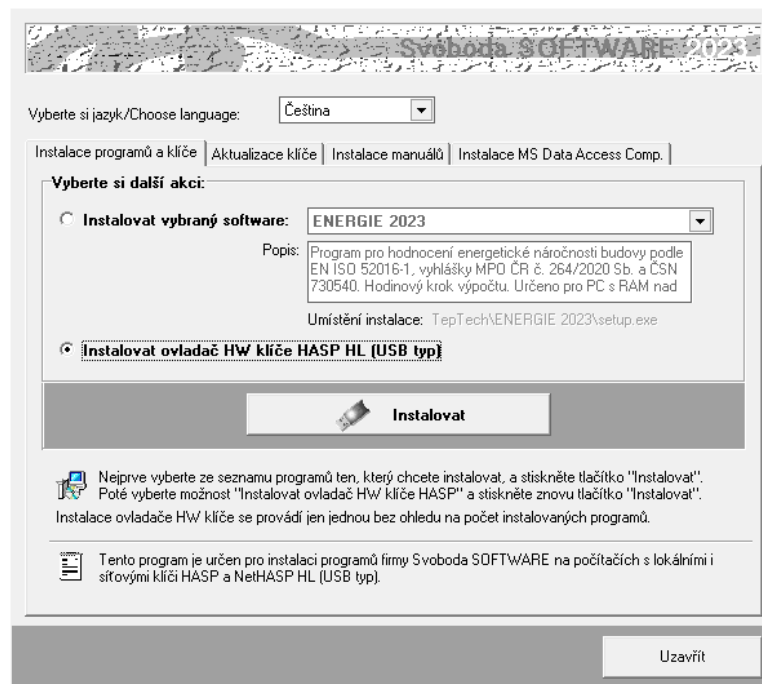 Svoboda SOFTWARE 2023
Vyberte si jazyk/Choose language: Čeština
Instalace programů a klíče Aktualizace klíče Instalace manuálů Instalace MS Data Access Comp.
Vyberte si další akci:
Instalovat vybraný software: ENERGIE 2023
Popis: Program pro hodnocení energetické náročnosti budovy podle
EN ISO 52016-1, vyhlášky MPO ČR č. 264/2020 Sb. a ČSN
730540. Hodinový krok výpočtu. Určeno pro PC s RAM nad
Umístění instalace: TepTech\ENERGIE 2023\setup.exe
Instalovat ovladač HW klíče HASP HL (USB typ)
Instalovat
Nejprve vyberte ze seznamu programů ten, který chcete instalovat, a stiskněte tlačítko "Instalovat".
Poté vyberte možnost "Instalovat ovladač HW klíče HASP" a stiskněte znovu tlačítko "Instalovat".
Instalace ovladače HW klíče se provádí jen jednou bez ohledu na počet instalovaných programů.
Tento program je určen pro instalaci programů firmy Svoboda SOFTWARE na počítačích s lokálními i
síťovými klíči HASP a NetHASP HL (USB typ).
Uzavřít